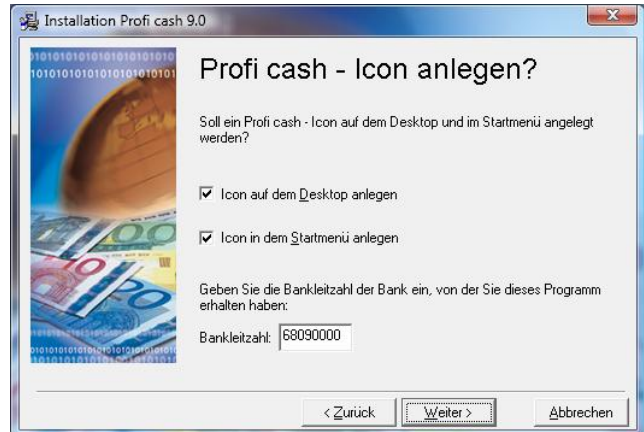 Installation Profi cash 9.0
Profi cash - Icon anlegen?
Soll ein Profi cash - Icon auf dem Desktop und im Startmenü angelegt
werden?
Icon auf dem Desktop anlegen
Icon in dem Startmenü anlegen
Geben Sie die Bankleitzahl der Bank ein, von der Sie dieses Programm
erhalten haben:
Bankleitzahl: 68090000
< Zurück Weiter > Abbrechen